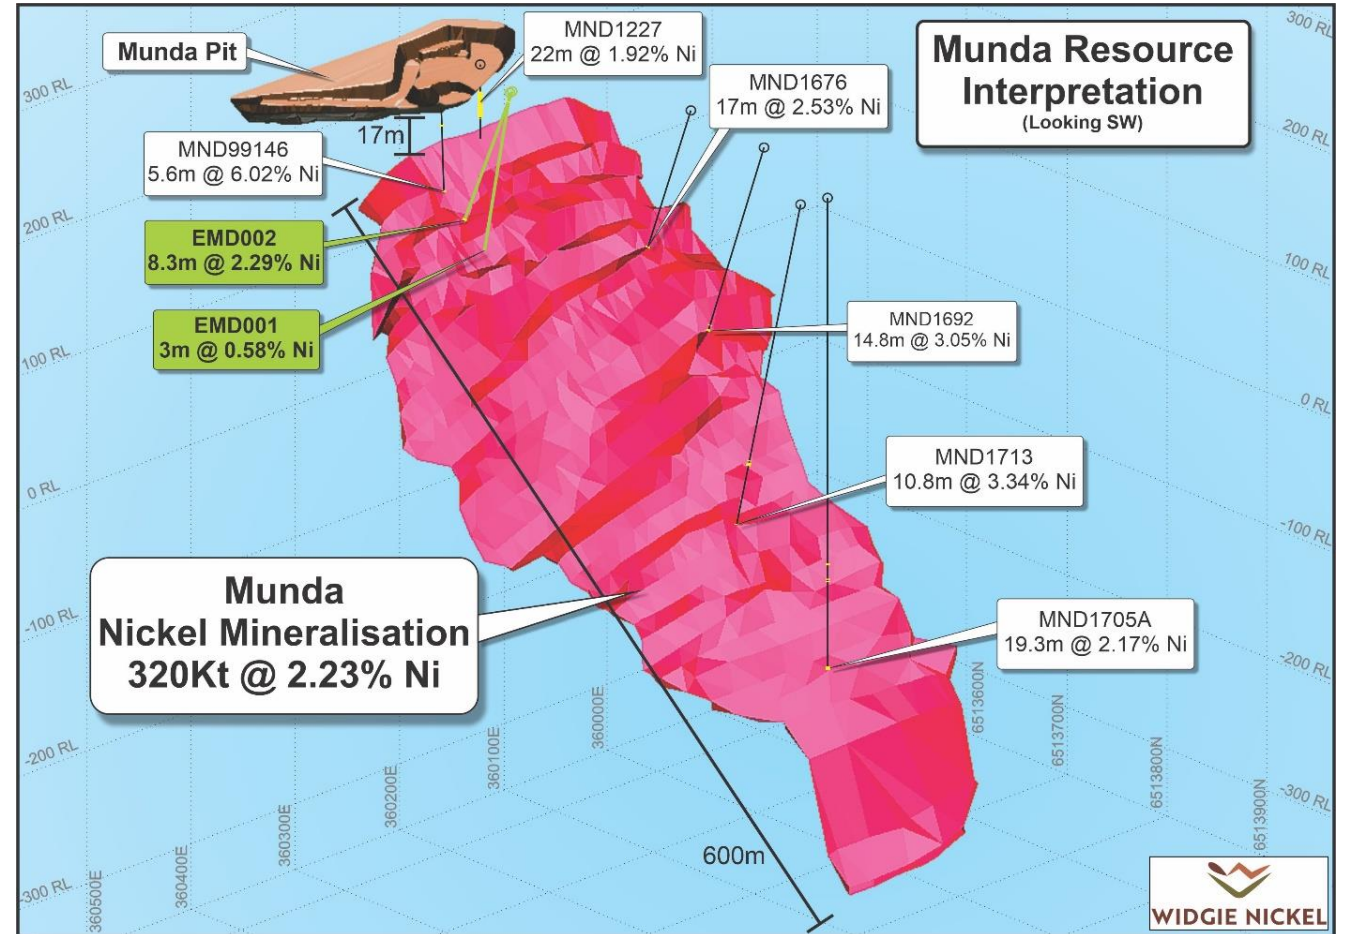 Munda Resource
Interpretation
(Looking SW)
Munda Pit
MND1227
22m @ 1.92% Ni
MND1676
17m @ 2.53% Ni
17m
MND99146
5.6m @ 6.02% Ni
EMD002
8.3m @ 2.29% Ni
EMD001
3m @ 0.58% Ni
MND1692
14.8m @ 3.05% Ni
MND1713
10.8m @ 3.34% Ni
MND1705A
19.3m @ 2.17% Ni
Munda
Nickel Mineralisation
320Kt @ 2.23% Ni
600m
300 RL
200 RL
100 RL
0 RL
-100 RL
-200 RL
-300 RL
300 RL
200 RL
100 RL
0 RL
-100 RL
-200 RL
-300 RL
360500E
360400E
360300E
360200E
360100E
360000E
6513600N
6513700N
6513800N
6513900N
WIDGIE NICKEL